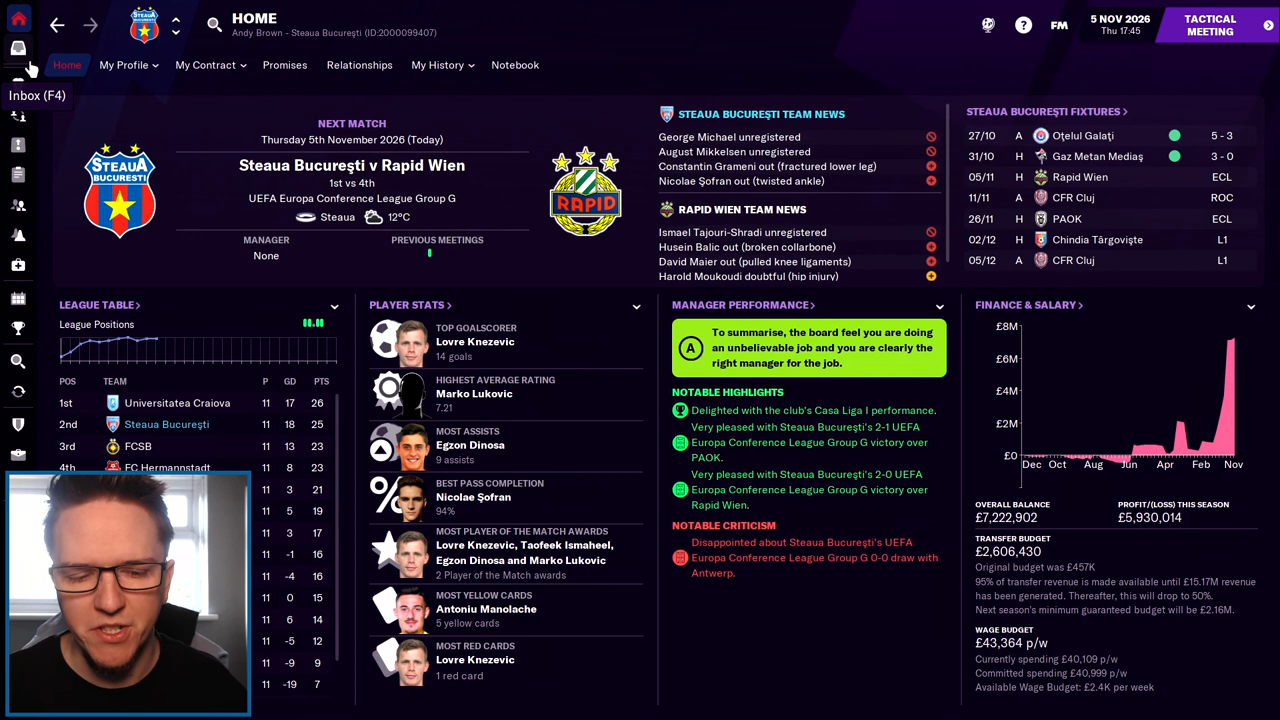 STEAUA
BUCURESTI
HOME
Andy Brown - Steaua Bucureşti (ID:2000099407)
FM
5 NOV 2026
Thu 17:45
TACTICAL
MEETING
Home
My Profile
My Contract
Promises
Relationships
My History
Notebook
Inbox (F4)
NEXT MATCH
Thursday 5th November 2026 (Today)
Steaua Bucureşti v Rapid Wien
1st vs 4th
UEFA Europa Conference League Group G
Steaua
12°C
MANAGER
None
PREVIOUS MEETINGS
STEAUA
BUCURESTI
RAPID
STEAUA BUCUREŞTI TEAM NEWS
George Michael unregistered
August Mikkelsen unregistered
Constantin Grameni out (fractured lower leg)
Nicolae Şofran out (twisted ankle)
RAPID WIEN TEAM NEWS
Ismael Tajouri-Shradi unregistered
Husein Balic out (broken collarbone)
David Maier out (pulled knee ligaments)
Harold Moukoudi doubtful (hip injury)
STEAUA BUCUREŞTI FIXTURES >
27/10 A Oţelul Galaţi 5 - 3
31/10 H Gaz Metan Mediaş 3 - 0
05/11 H Rapid Wien ECL
11/11 A CFR Cluj ROC
26/11 H PAOK ECL
02/12 H Chindia Târgovişte L1
05/12 A CFR Cluj L1
LEAGUE TABLE >
League Positions
POS TEAM P GD PTS
1st Universitatea Craiova 11 17 26
2nd Steaua Bucureşti 11 18 25
3rd FCSB 11 13 23
4th FC Hermannstadt 11 8 23
11 3 21
11 5 19
11 3 17
11 -1 16
11 -4 16
11 0 15
11 6 14
11 -5 12
11 -9 9
11 -19 7
PLAYER STATS >
TOP GOALSCORER
Lovre Knezevic
14 goals
HIGHEST AVERAGE RATING
Marko Lukovic
7.21
MOST ASSISTS
Egzon Dinosa
9 assists
BEST PASS COMPLETION
Nicolae Şofran
94%
MOST PLAYER OF THE MATCH AWARDS
Lovre Knezevic, Taofeek Ismaheel,
Egzon Dinosa and Marko Lukovic
2 Player of the Match awards
MOST YELLOW CARDS
Antoniu Manolache
5 yellow cards
MOST RED CARDS
Lovre Knezevic
1 red card
MANAGER PERFORMANCE >
A
To summarise, the board feel you are doing
an unbelievable job and you are clearly the
right manager for the job.
NOTABLE HIGHLIGHTS
Delighted with the club's Casa Liga I performance.
Very pleased with Steaua Bucureşti's 2-1 UEFA
Europa Conference League Group G victory over
PAOK.
Very pleased with Steaua Bucureşti's 2-0 UEFA
Europa Conference League Group G victory over
Rapid Wien.
NOTABLE CRITICISM
Disappointed about Steaua Bucureşti's UEFA
Europa Conference League Group G 0-0 draw with
Antwerp.
FINANCE & SALARY >
£8M
£6M
£4M
£2M
£0
Dec Oct Aug Jun Apr Feb Nov
OVERALL BALANCE
£7,222,902
PROFIT/(LOSS) THIS SEASON
£5,930,014
TRANSFER BUDGET
£2,606,430
Original budget was £457K
95% of transfer revenue is made available until £15.17M revenue
has been generated. Thereafter, this will drop to 50%.
Next season's minimum guaranteed budget will be £2.16M.
WAGE BUDGET
£43,364 p/w
Currently spending £40,109 p/w
Committed spending £40,999 p/w
Available Wage Budget: £2.4K per week